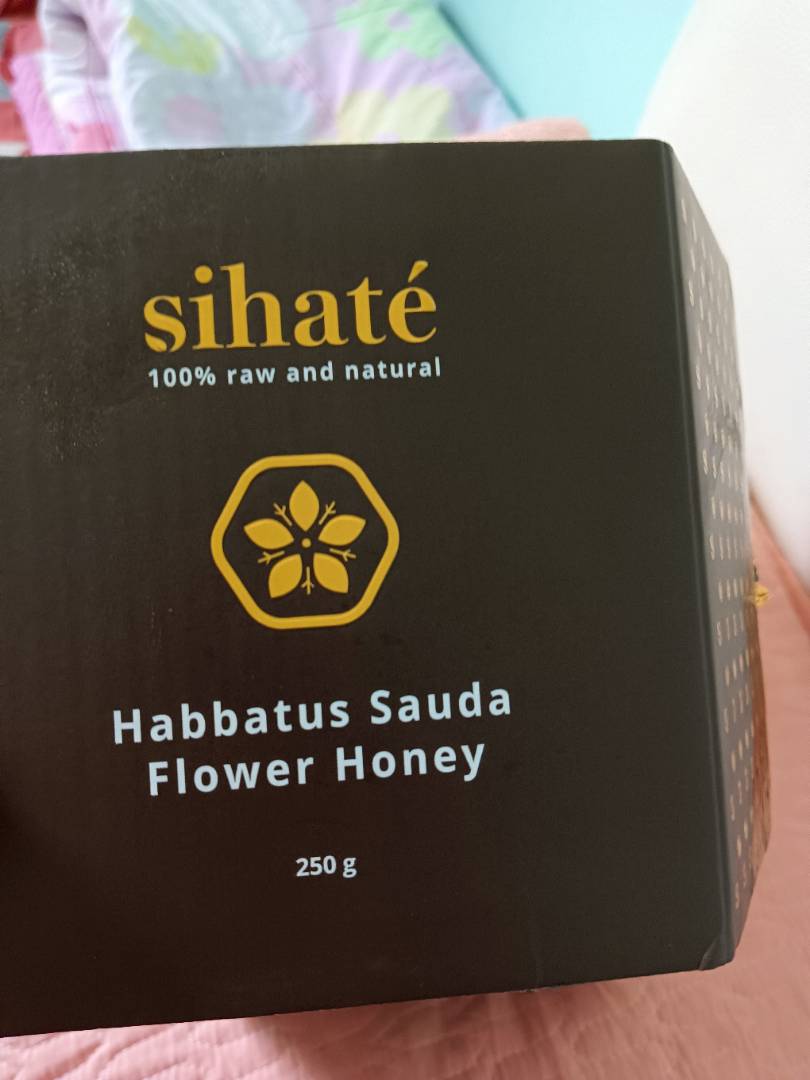 sihaté
100% raw and natural
Habbatus Sauda
Flower Honey
250 g